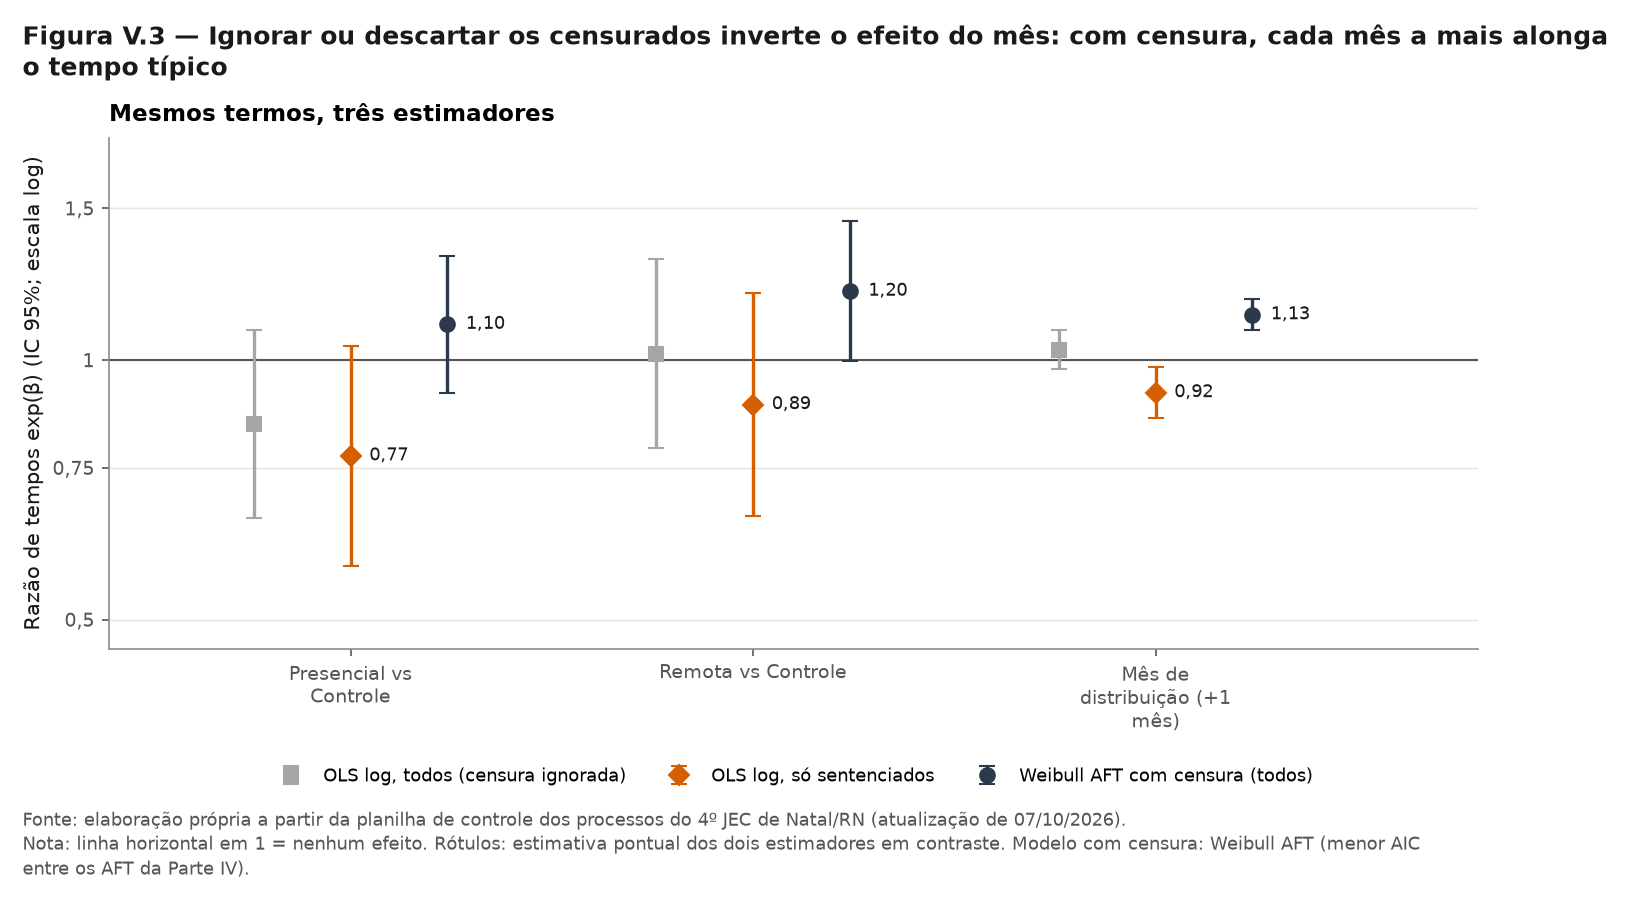 Figura V.3 — Ignorar ou descartar os censurados inverte o efeito do mês: com censura, cada mês a mais alonga
o tempo típico
Mesmos termos, três estimadores
Razão de tempos exp(β) (IC 95%; escala log)
1,5
1
0,75
0,5
1,10
0,77
1,20
0,89
1,13
0,92
Presencial vs
Controle
Remota vs Controle
Mês de
distribuição (+1
mês)
OLS log, todos (censura ignorada)
OLS log, só sentenciados
Weibull AFT com censura (todos)
Fonte: elaboração própria a partir da planilha de controle dos processos do 4º JEC de Natal/RN (atualização de 07/10/2026).
Nota: linha horizontal em 1 = nenhum efeito. Rótulos: estimativa pontual dos dois estimadores em contraste. Modelo com censura: Weibull AFT (menor AIC
entre os AFT da Parte IV).